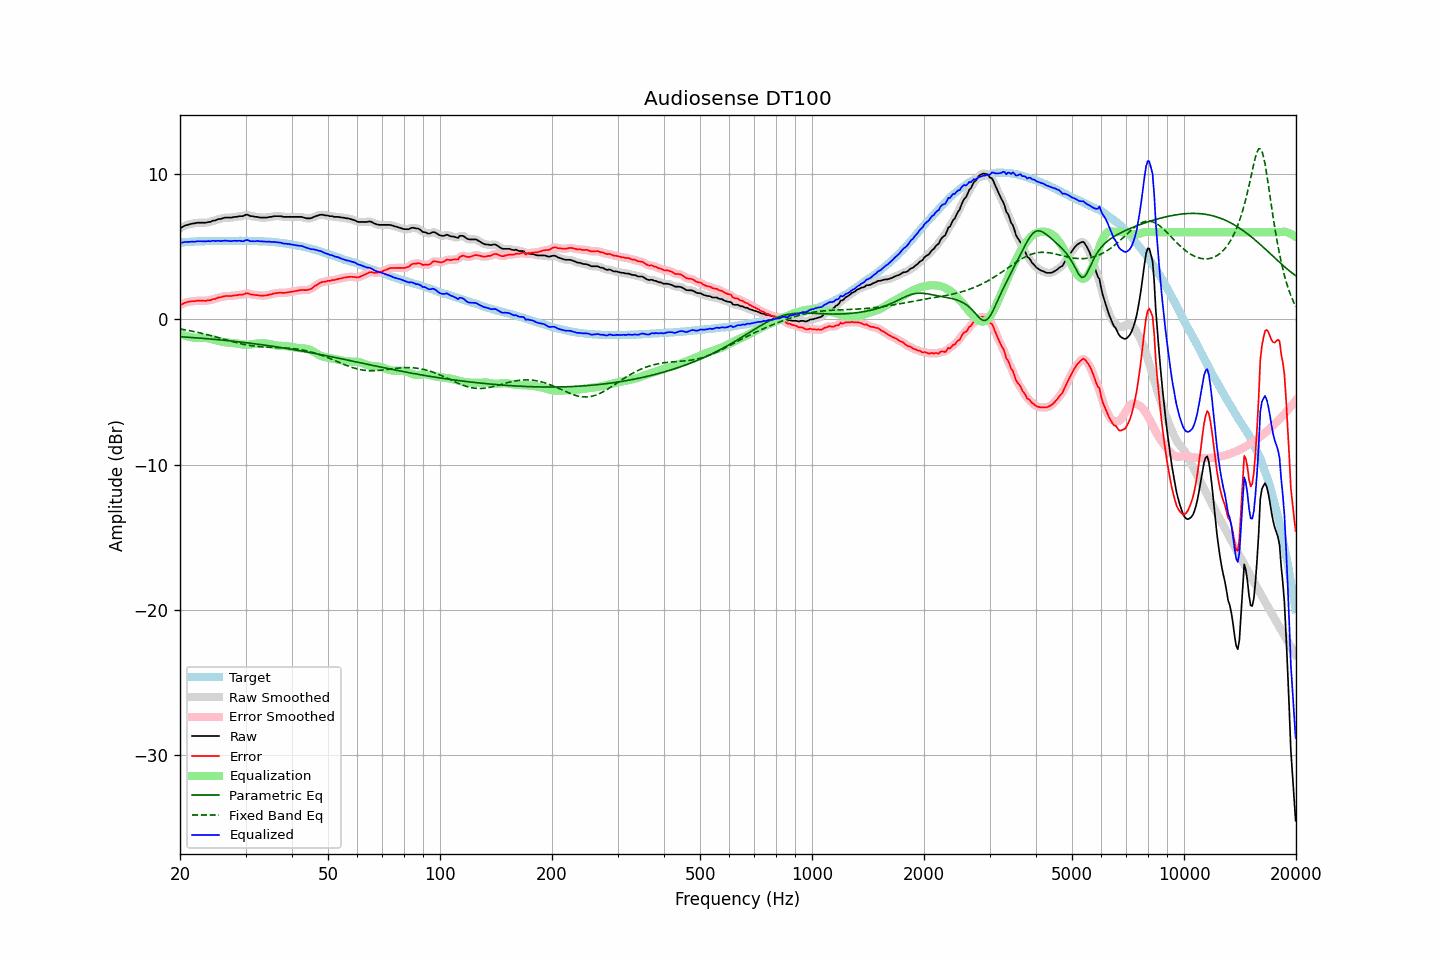 Audiosense DT100
Amplitude (dBr)
10
0
−10
−20
−30
Target
Raw Smoothed
Error Smoothed
Raw
Error
Equalization
Parametric Eq
Fixed Band Eq
Equalized
20 50 100 200 500 1000 2000 5000 10000 20000
Frequency (Hz)